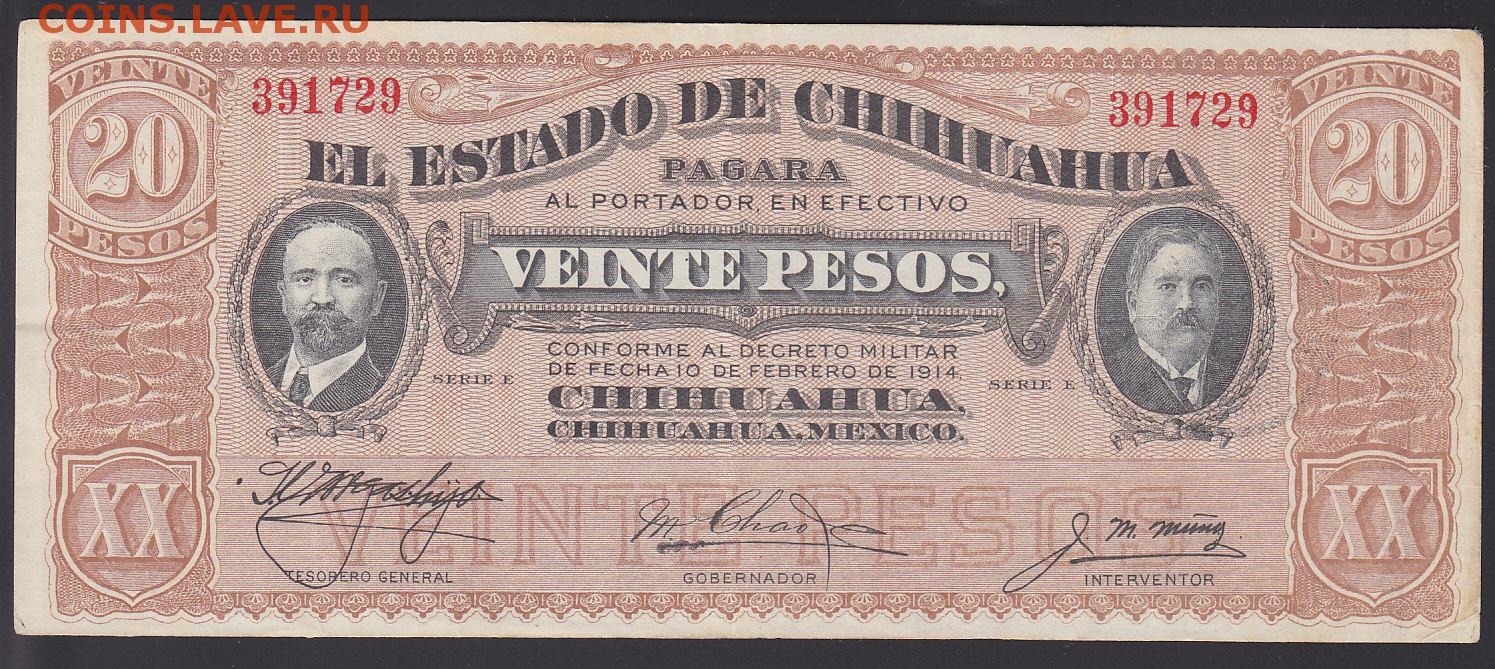 COINS.LAVE.RU
VEINTE
20
PESOS
391729
391729
VEINTE
20
PESOS
EL ESTADO DE CHIHUAHUA
PAGARA
AL PORTADOR, EN EFECTIVO
VEINTE PESOS,
CONFORME AL DECRETO MILITAR
DE FECHA 10 DE FEBRERO DE 1914.
SERIE E
SERIE E
CHIHUAHUA,
CHIHUAHUA, MEXICO.
XX
XX
VEINTE PESOS
M Chao
J. M. Muñoz
TESORERO GENERAL
GOBERNADOR
INTERVENTOR